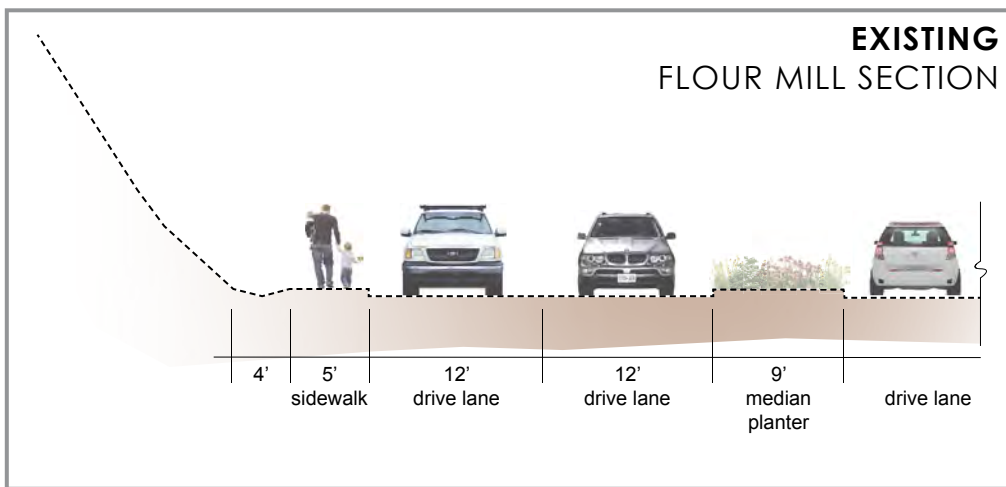 EXISTING
FLOUR MILL SECTION
4’ 5’ 12’ 12’ 9’
sidewalk drive lane drive lane median drive lane
planter